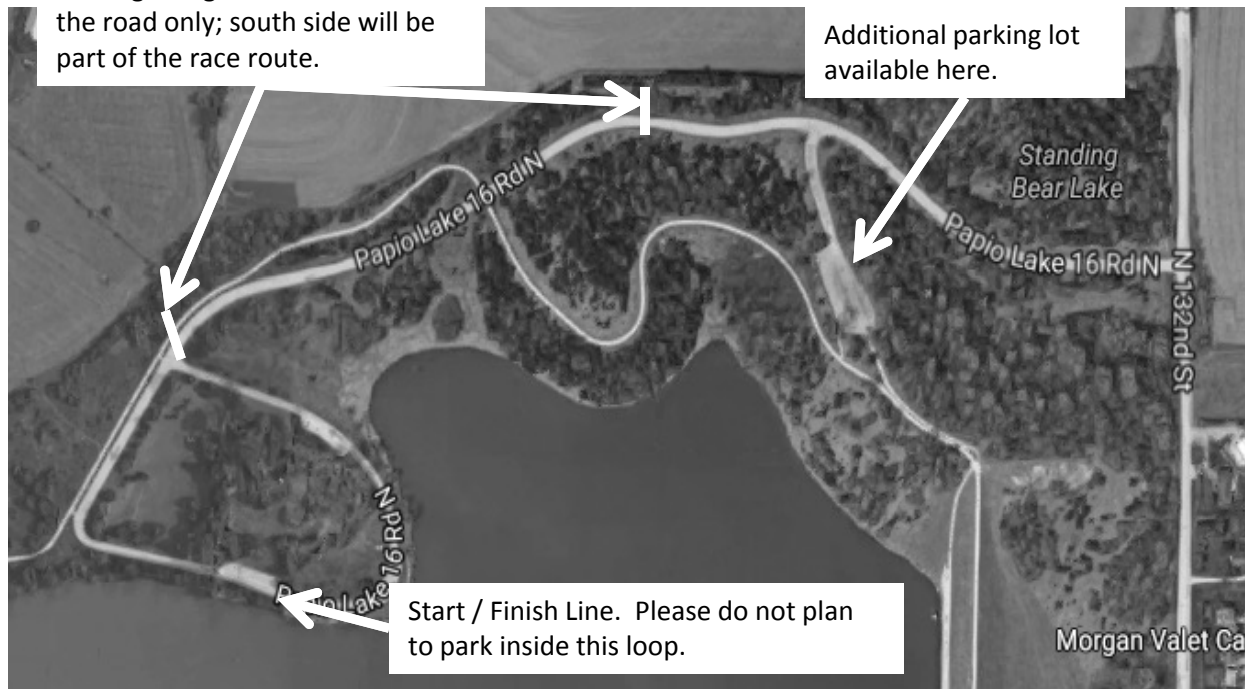 the road only; south side will be
part of the race route.
Additional parking lot
available here.
Standing
Bear Lake
Papio Lake 16 Rd N
Papio Lake 16 Rd N
N 132nd St
Papio Lake 16 Rd N
Start / Finish Line. Please do not plan
to park inside this loop.
Morgan Valet Ca